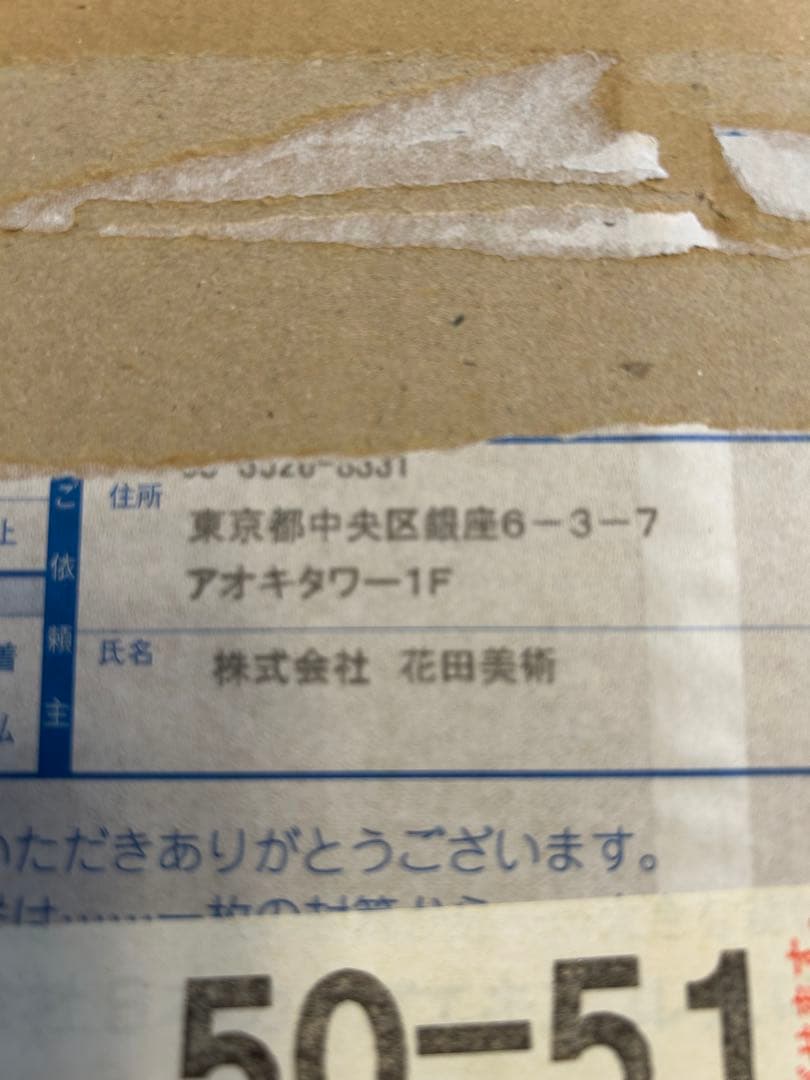 住所
東京都中央区銀座6-3-7
アオキタワー1F
ご依頼主
氏名
株式会社 花田美術
いただきありがとうございます。
50-51